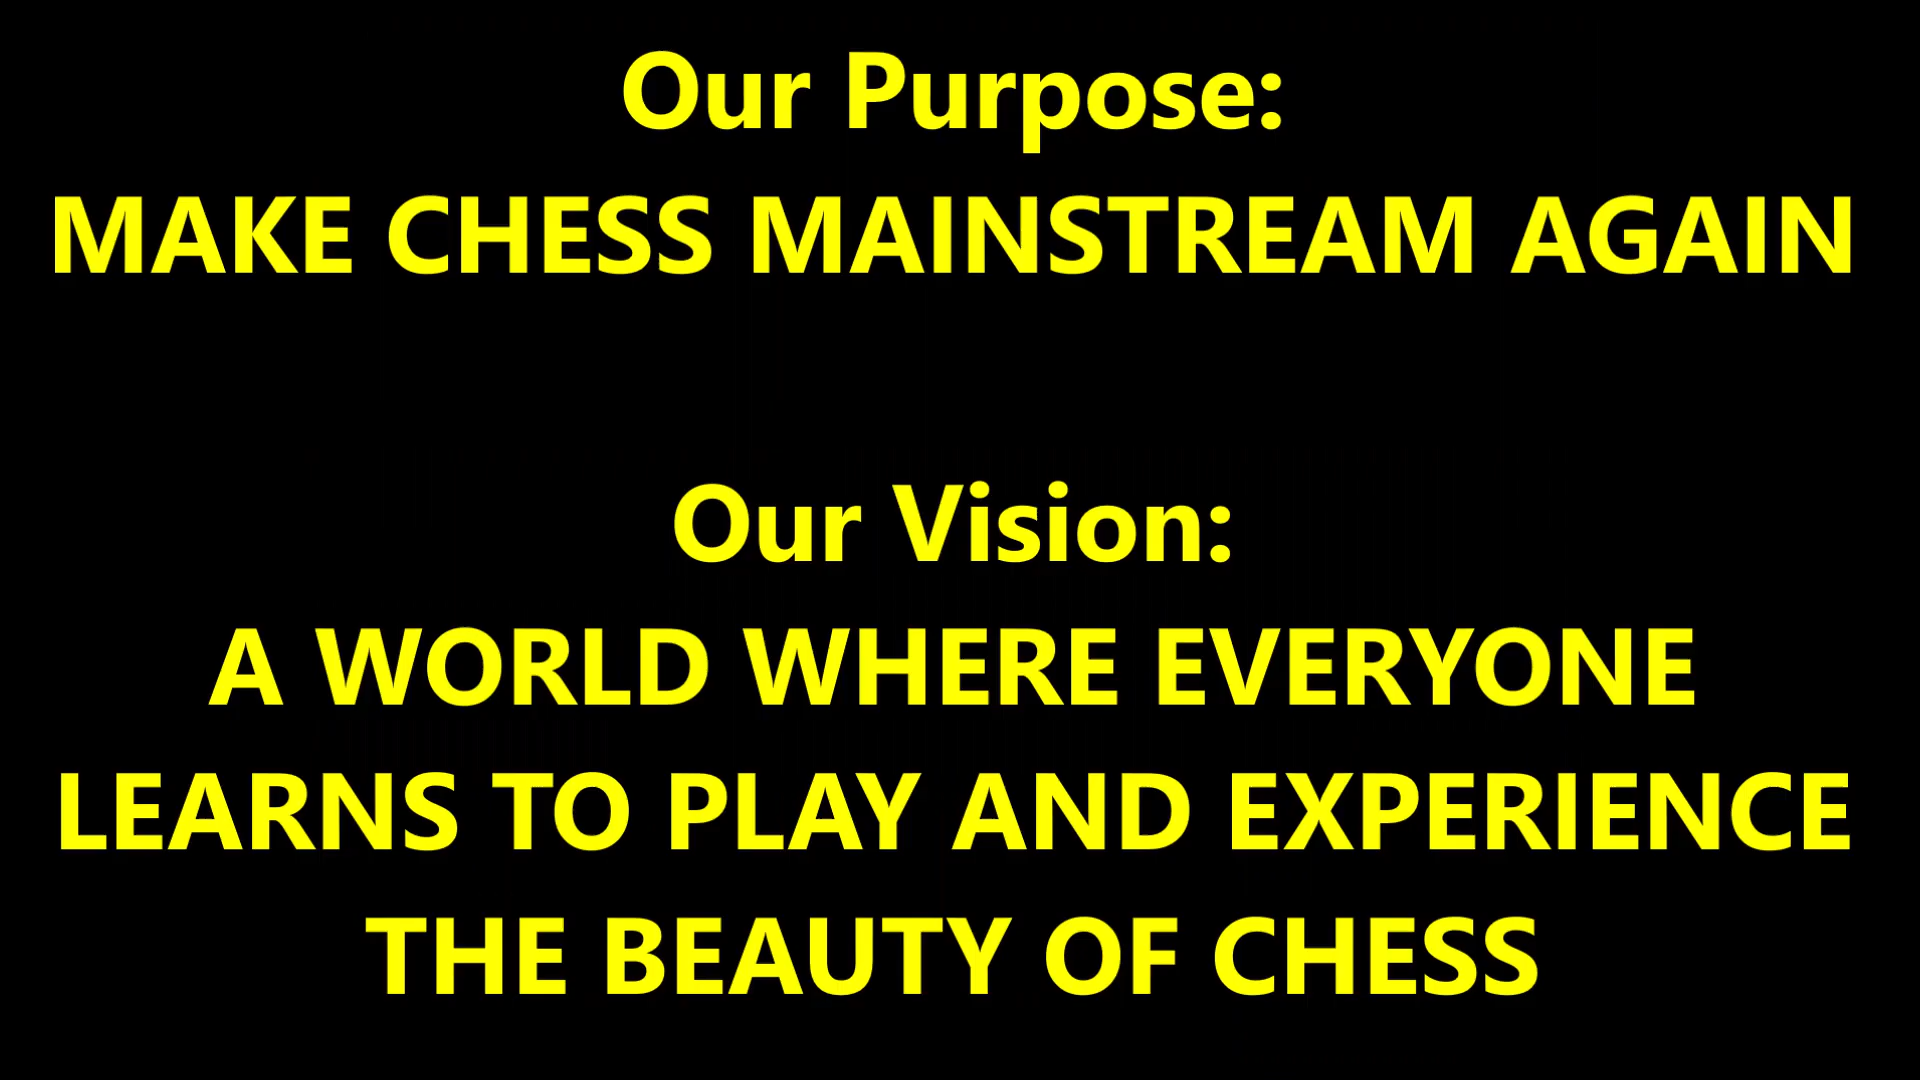 Our Purpose:
MAKE CHESS MAINSTREAM AGAIN
Our Vision:
A WORLD WHERE EVERYONE
LEARNS TO PLAY AND EXPERIENCE
THE BEAUTY OF CHESS